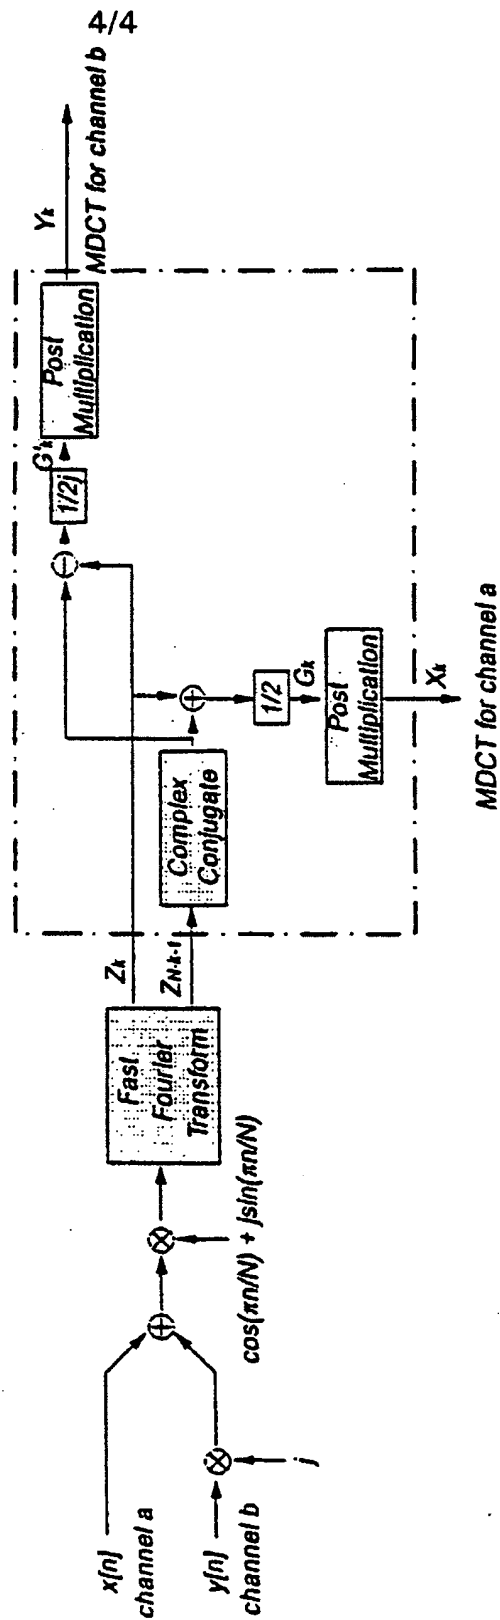 4/4
x[n]
channel a
y[n]
channel b
j
cos(πn/N) + jsin(πn/N)
Fast
Fourier
Transform
Zk
ZN-k-1
Complex
Conjugate
1/2
Gk
Post
Multiplication
Xk
MDCT for channel a
1/2j
G'k
Post
Multiplication
Yk
MDCT for channel b